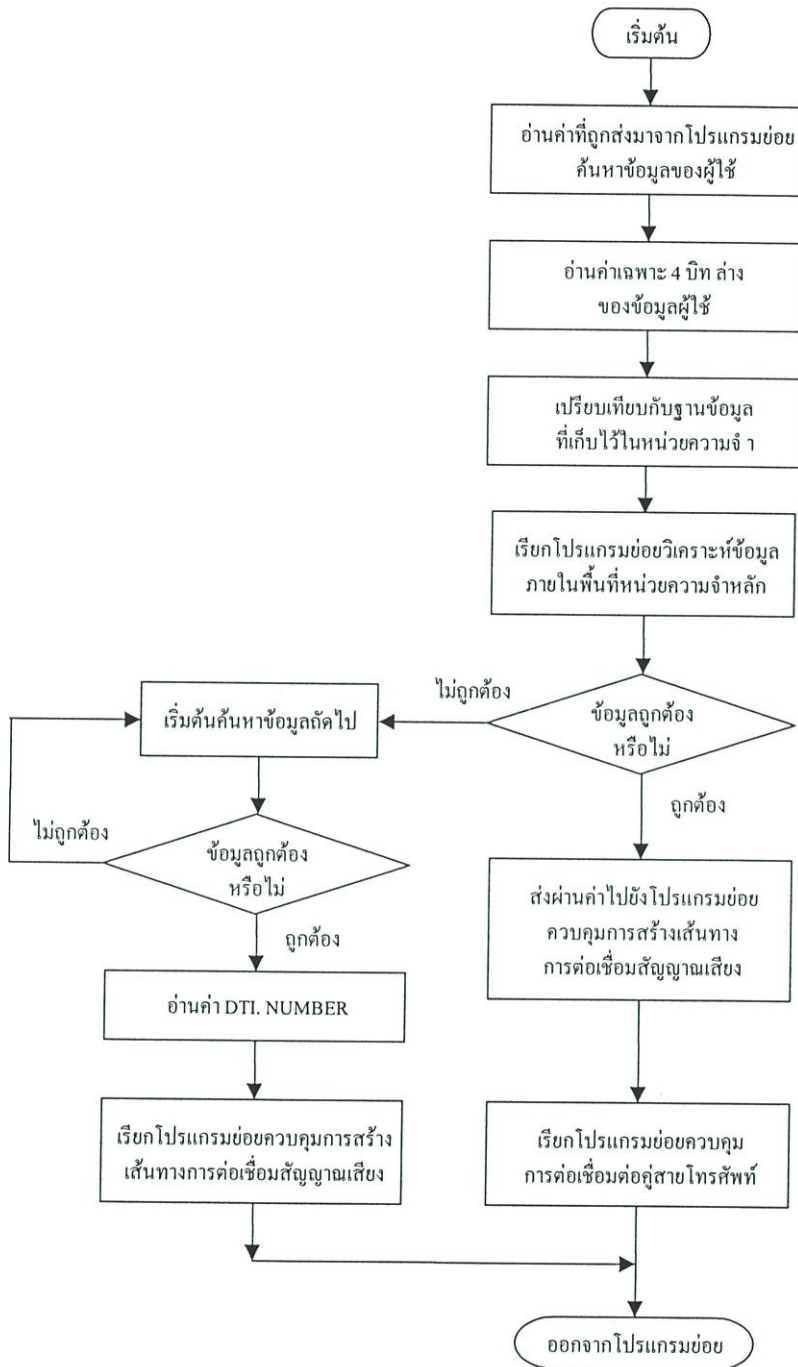 เริ่มต้น
อ่านค่าที่ถูกส่งมาจากโปรแกรมย่อย
ค้นหาข้อมูลของผู้ใช้
อ่านค่าเฉพาะ 4 บิท ล่าง
ของข้อมูลผู้ใช้
เปรียบเทียบกับฐานข้อมูล
ที่เก็บไว้ในหน่วยความจำ
เรียกโปรแกรมย่อยวิเคราะห์ข้อมูล
ภายในพื้นที่หน่วยความจำหลัก
ข้อมูลถูกต้อง
หรือไม่
ไม่ถูกต้อง
เริ่มต้นค้นหาข้อมูลถัดไป
ถูกต้อง
ไม่ถูกต้อง
ข้อมูลถูกต้อง
หรือไม่
ถูกต้อง
ส่งผ่านค่าไปยังโปรแกรมย่อย
ควบคุมการสร้างเส้นทาง
การต่อเชื่อมสัญญาณเสียง
อ่านค่า DTI. NUMBER
เรียกโปรแกรมย่อยควบคุมการสร้าง
เส้นทางการต่อเชื่อมสัญญาณเสียง
เรียกโปรแกรมย่อยควบคุม
การต่อเชื่อมต่อคู่สายโทรศัพท์
ออกจากโปรแกรมย่อย